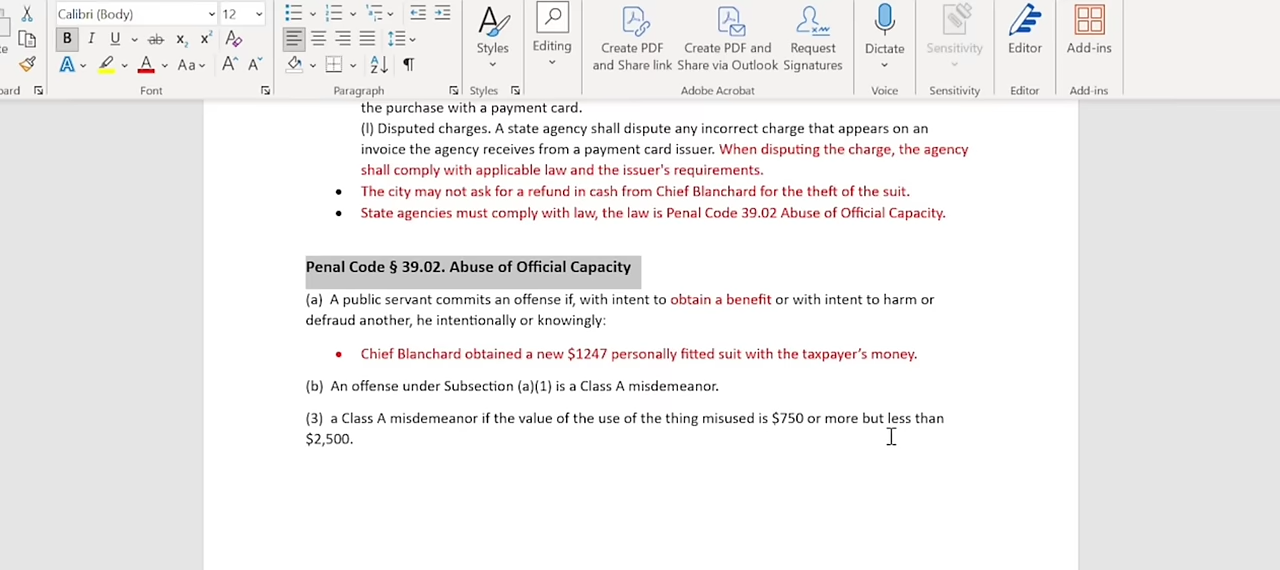 Calibri (Body) 12
B I U ab x₂ x² A
A A Aa A A
Styles
Editing
Create PDF and Share link
Create PDF and Share via Outlook
Request Signatures
Dictate
Sensitivity
Editor
Add-ins
Font
Paragraph
Styles
Adobe Acrobat
Voice
Sensitivity
Editor
Add-ins
the purchase with a payment card.
(l) Disputed charges. A state agency shall dispute any incorrect charge that appears on an
invoice the agency receives from a payment card issuer. When disputing the charge, the agency
shall comply with applicable law and the issuer's requirements.
• The city may not ask for a refund in cash from Chief Blanchard for the theft of the suit.
• State agencies must comply with law, the law is Penal Code 39.02 Abuse of Official Capacity.
Penal Code § 39.02. Abuse of Official Capacity
(a) A public servant commits an offense if, with intent to obtain a benefit or with intent to harm or
defraud another, he intentionally or knowingly:
• Chief Blanchard obtained a new $1247 personally fitted suit with the taxpayer’s money.
(b) An offense under Subsection (a)(1) is a Class A misdemeanor.
(3) a Class A misdemeanor if the value of the use of the thing misused is $750 or more but less than
$2,500.